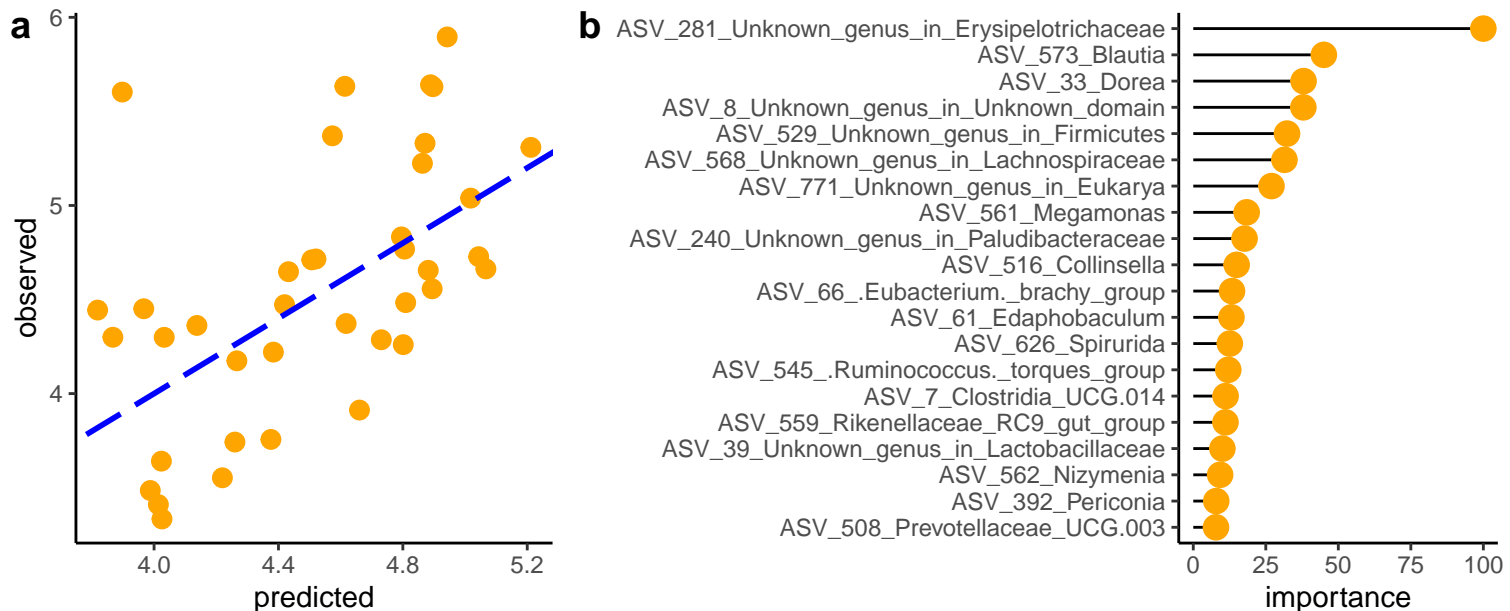 a
6
5
4
observed
4.0 4.4 4.8 5.2
predicted
b
ASV_281_Unknown_genus_in_Erysipelotrichaceae
ASV_573_Blautia
ASV_33_Dorea
ASV_8_Unknown_genus_in_Unknown_domain
ASV_529_Unknown_genus_in_Firmicutes
ASV_568_Unknown_genus_in_Lachnospiraceae
ASV_771_Unknown_genus_in_Eukarya
ASV_561_Megamonas
ASV_240_Unknown_genus_in_Paludibacteraceae
ASV_516_Collinsella
ASV_66_.Eubacterium._brachy_group
ASV_61_Edaphobaculum
ASV_626_Spirurida
ASV_545_.Ruminococcus._torques_group
ASV_7_Clostridia_UCG.014
ASV_559_Rikenellaceae_RC9_gut_group
ASV_39_Unknown_genus_in_Lactobacillaceae
ASV_562_Nizymenia
ASV_392_Periconia
ASV_508_Prevotellaceae_UCG.003
0 25 50 75 100
importance